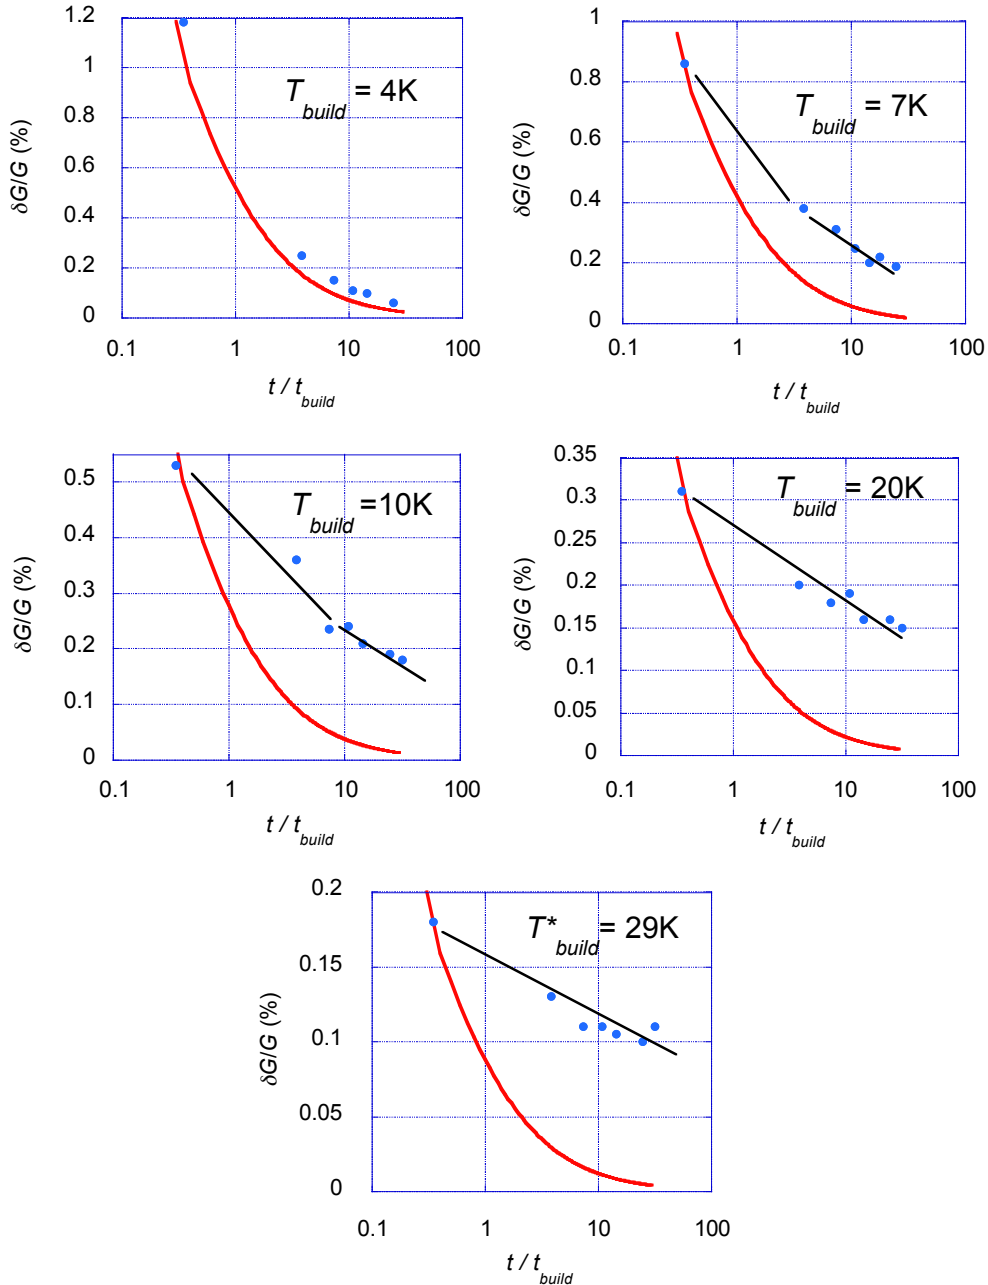 1.2
1
0.8
0.6
0.4
0.2
0
δG/G (%)
T_build = 4K
0.1 1 10 100
t / t_build
1
0.8
0.6
0.4
0.2
0
δG/G (%)
T_build = 7K
0.1 1 10 100
t / t_build
0.5
0.4
0.3
0.2
0.1
0
δG/G (%)
T_build =10K
0.1 1 10 100
t / t_build
0.35
0.3
0.25
0.2
0.15
0.1
0.05
0
δG/G (%)
T_build = 20K
0.1 1 10 100
t / t_build
0.2
0.15
0.1
0.05
0
δG/G (%)
T*_build = 29K
0.1 1 10 100
t / t_build